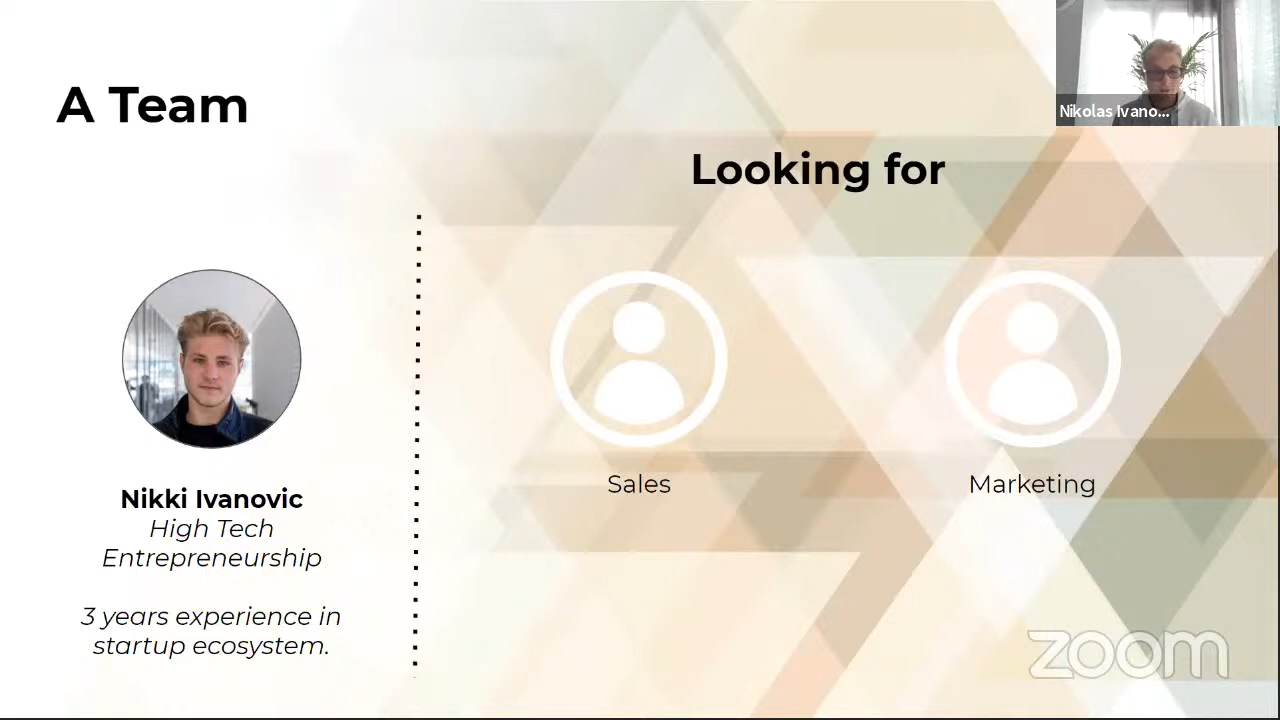 A Team
Nikolas Ivano...
Looking for
Sales
Marketing
Nikki Ivanovic
High Tech
Entrepreneurship
3 years experience in
startup ecosystem.
zoom